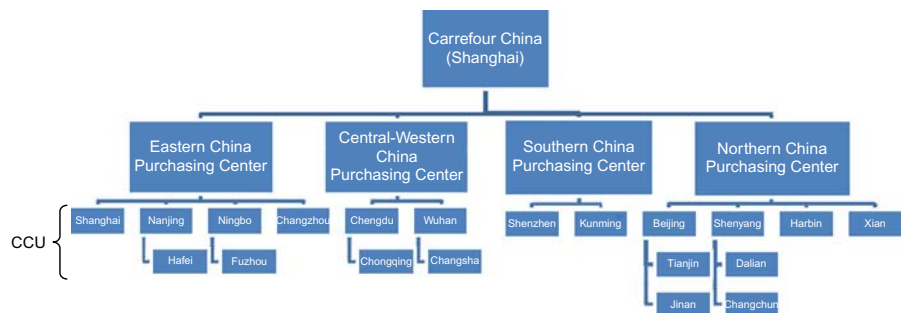 Carrefour China
(Shanghai)
Eastern China
Purchasing Center
Central-Western
China
Purchasing Center
Southern China
Purchasing Center
Northern China
Purchasing Center
CCU
Shanghai
Nanjing
Ningbo
Changzhou
Chengdu
Wuhan
Shenzhen
Kunming
Beijing
Shenyang
Harbin
Xian
Hafei
Fuzhou
Chongqing
Changsha
Tianjin
Dalian
Jinan
Changchun